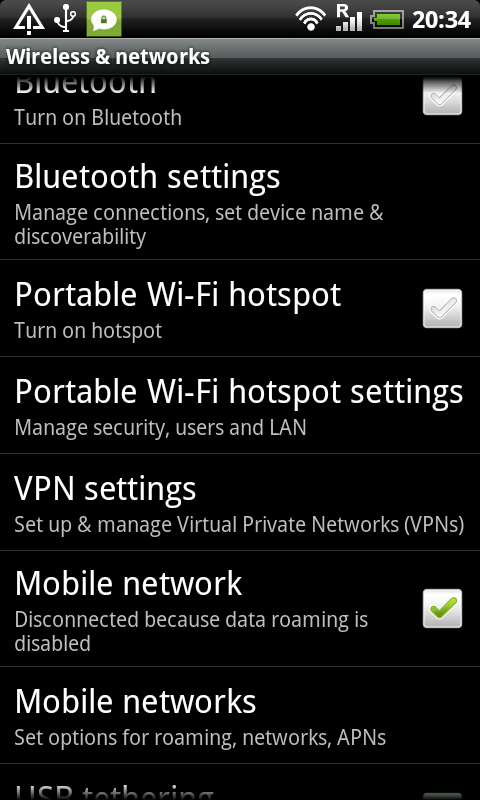 R
20:34
Wireless & networks
Bluetooth
Turn on Bluetooth
Bluetooth settings
Manage connections, set device name &
discoverability
Portable Wi-Fi hotspot
Turn on hotspot
Portable Wi-Fi hotspot settings
Manage security, users and LAN
VPN settings
Set up & manage Virtual Private Networks (VPNs)
Mobile network
Disconnected because data roaming is
disabled
Mobile networks
Set options for roaming, networks, APNs
USB tethering